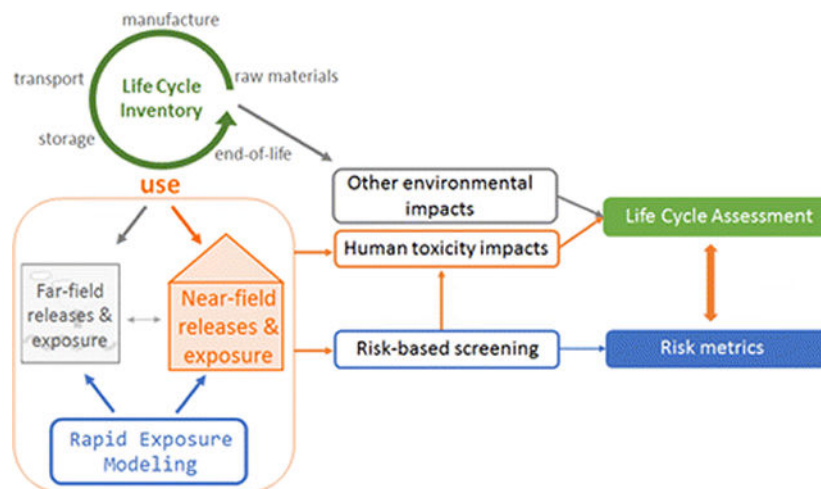 manufacture
transport
Life Cycle
Inventory
raw materials
storage
end-of-life
use
Other environmental
impacts
Life Cycle Assessment
Human toxicity impacts
Far-field
releases &
exposure
Near-field
releases &
exposure
Risk-based screening
Risk metrics
Rapid Exposure
Modeling